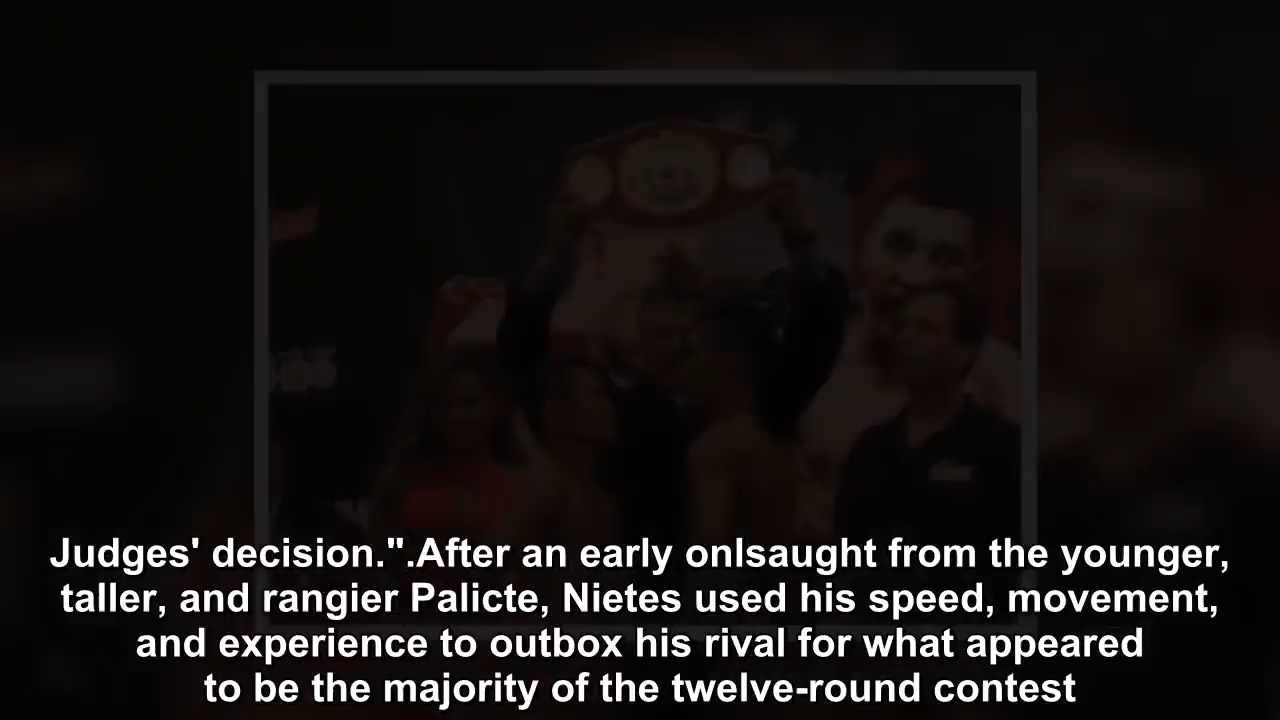 Judges' decision.".After an early onlsaught from the younger,
taller, and rangier Palicte, Nietes used his speed, movement,
and experience to outbox his rival for what appeared
to be the majority of the twelve-round contest